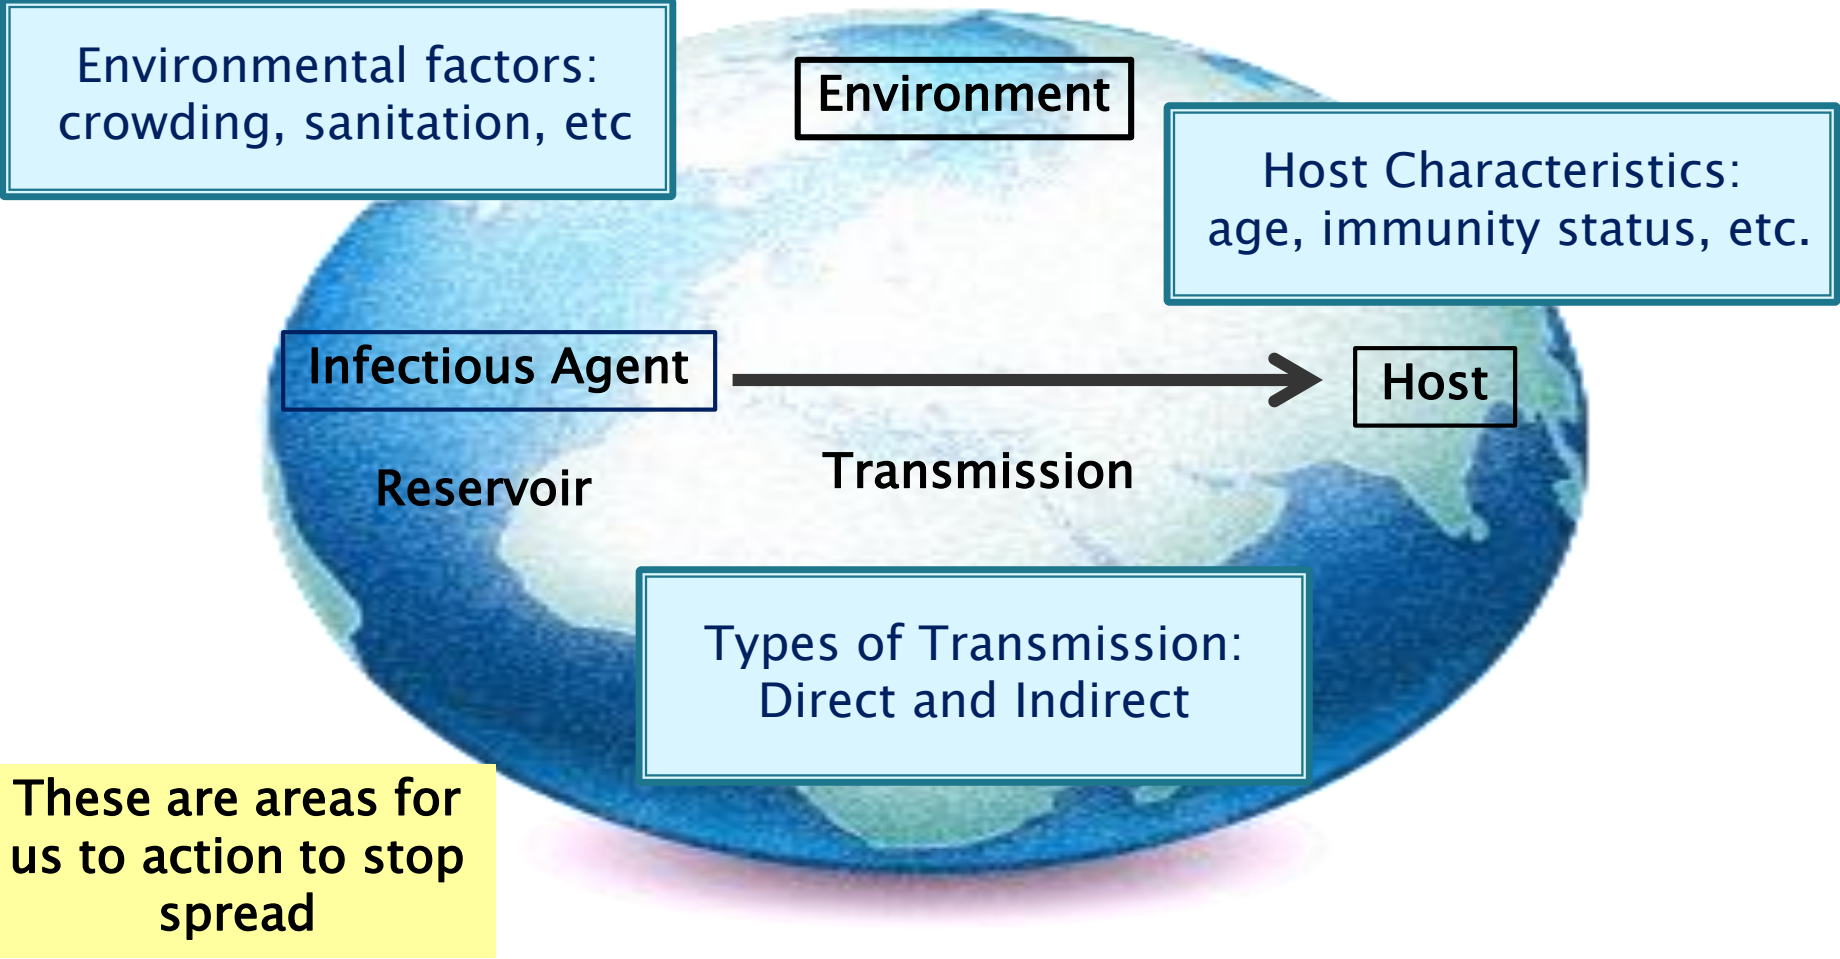 Environmental factors:
crowding, sanitation, etc
Environment
Host Characteristics:
age, immunity status, etc.
Infectious Agent
Host
Reservoir
Transmission
Types of Transmission:
Direct and Indirect
These are areas for
us to action to stop
spread